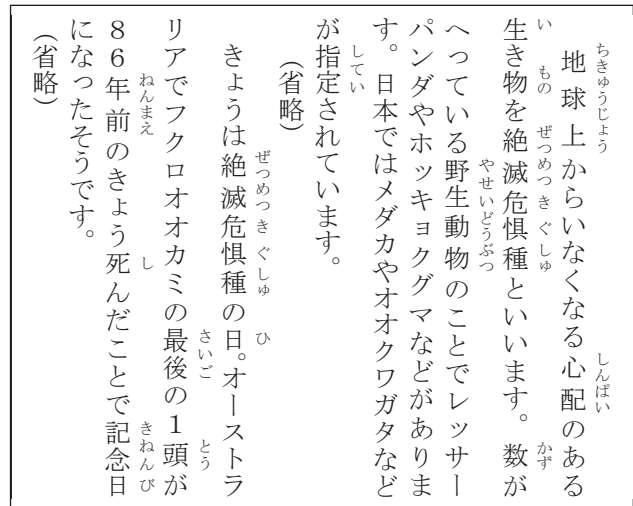 地球上からいなくなる心配のある
生き物を絶滅危惧種といいます。数が
へっている野生動物のことでレッサー
パンダやホッキョクグマなどがありま
す。日本ではメダカやオオクワガタなど
が指定されています。
（省略）
きょうは絶滅危惧種の日。オーストラ
リアでフクロオオカミの最後の1頭が
86年前のきょう死んだことで記念日
になったそうです。
（省略）